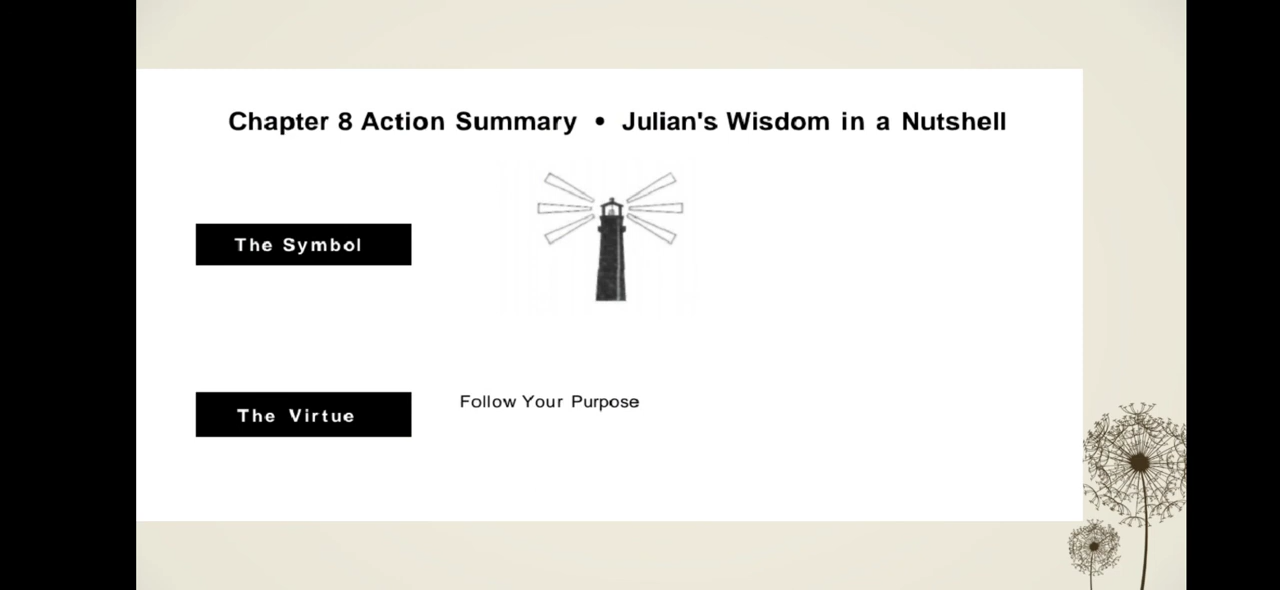 Chapter 8 Action Summary • Julian's Wisdom in a Nutshell
The Symbol
The Virtue
Follow Your Purpose